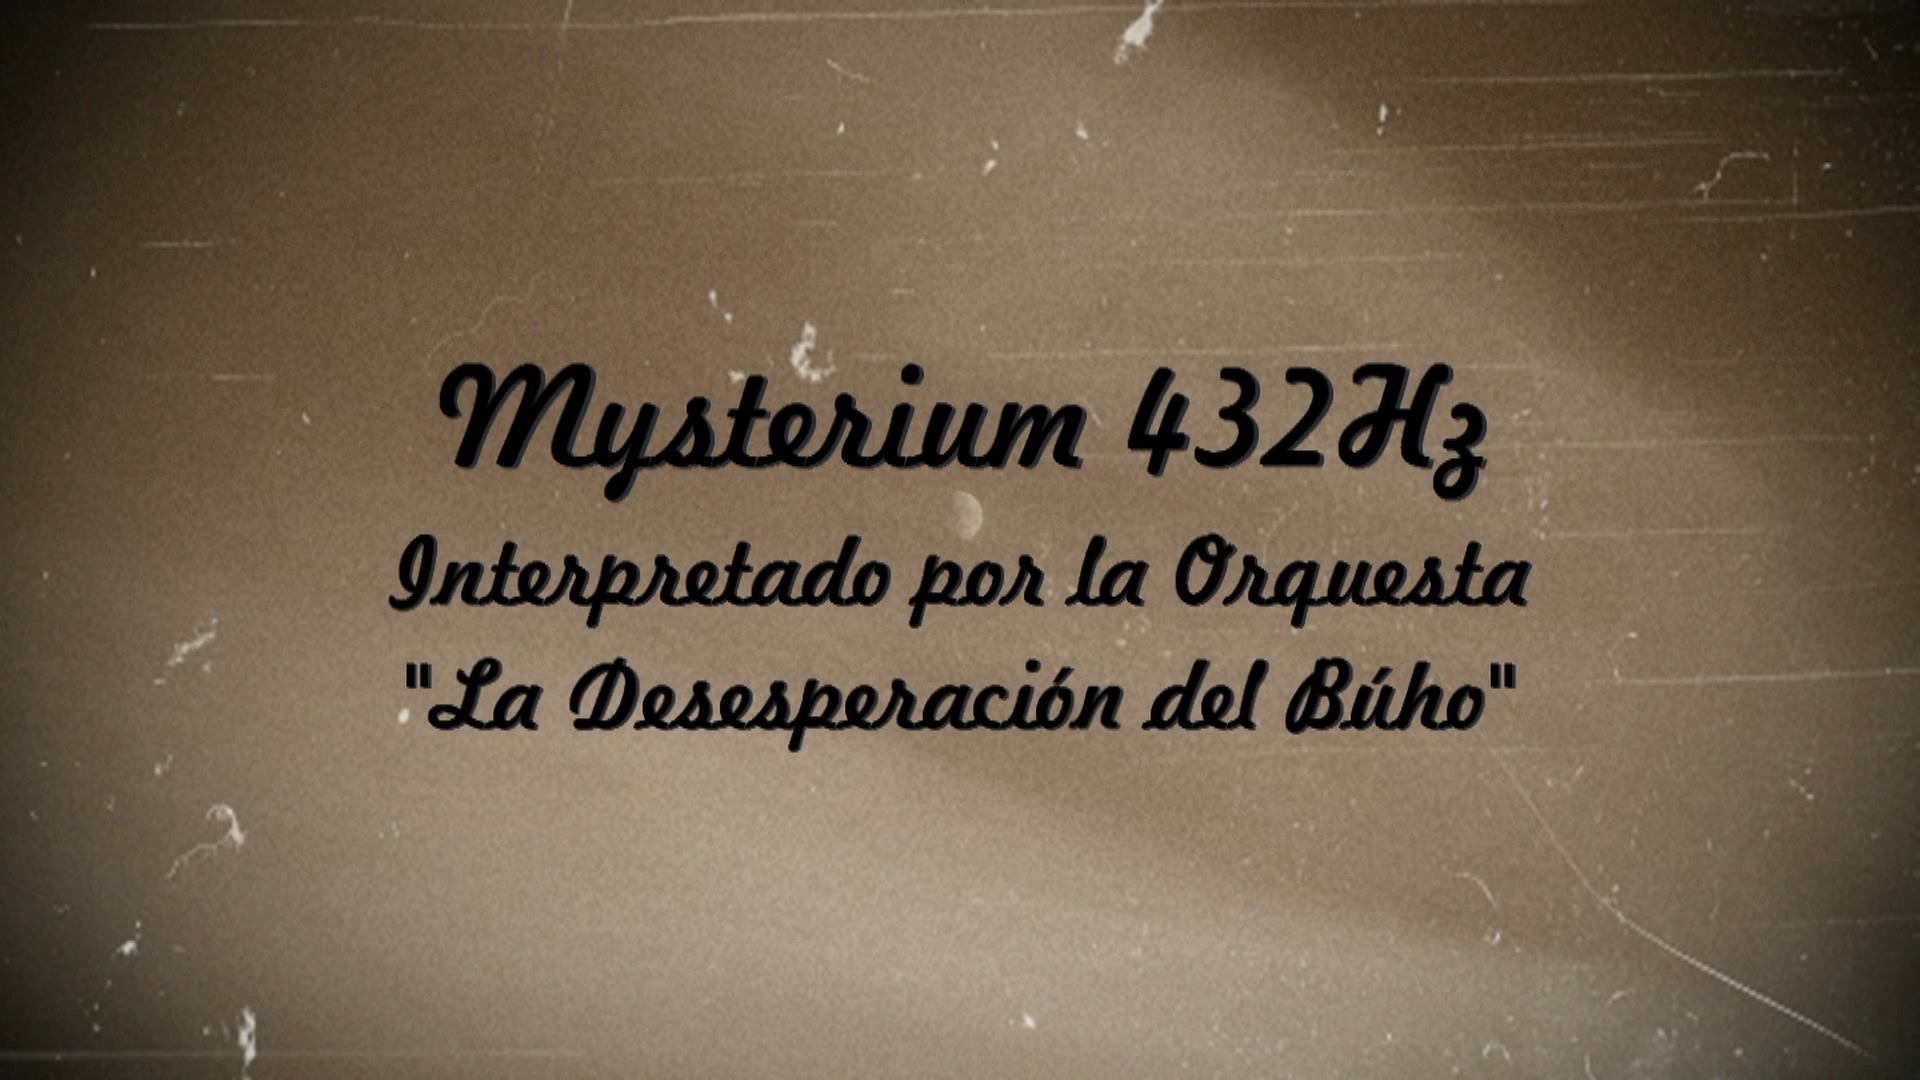 Mysterium 432Hz
Interpretado por la Orquesta
"La Desesperación del Búho"